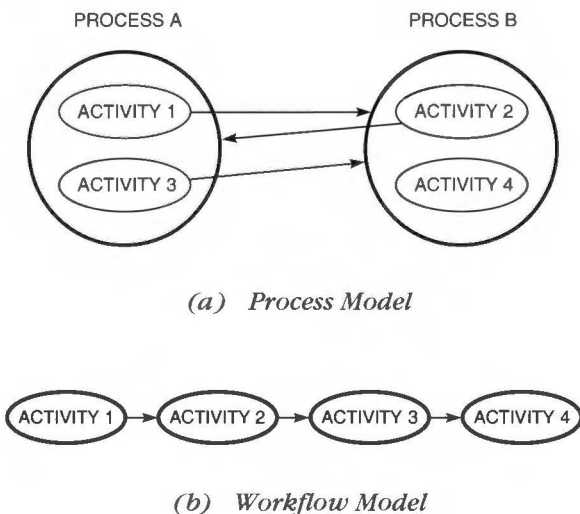 PROCESS A
PROCESS B
ACTIVITY 1
ACTIVITY 2
ACTIVITY 3
ACTIVITY 4
(a) Process Model
ACTIVITY 1
ACTIVITY 2
ACTIVITY 3
ACTIVITY 4
(b) Workflow Model